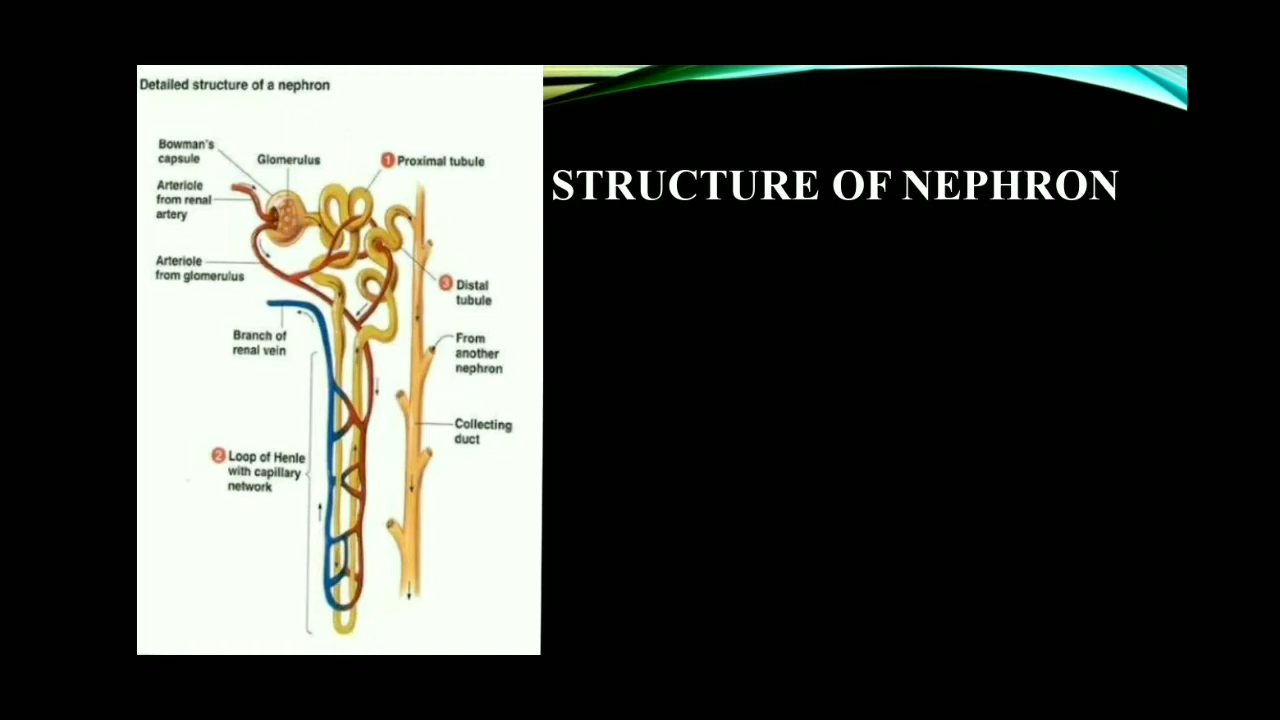 Detailed structure of a nephron
STRUCTURE OF NEPHRON
Bowman's
capsule
Glomerulus
1 Proximal tubule
Arteriole
from renal
artery
Arteriole
from glomerulus
3 Distal
tubule
Branch of
renal vein
From
another
nephron
Collecting
duct
2 Loop of Henle
with capillary
network